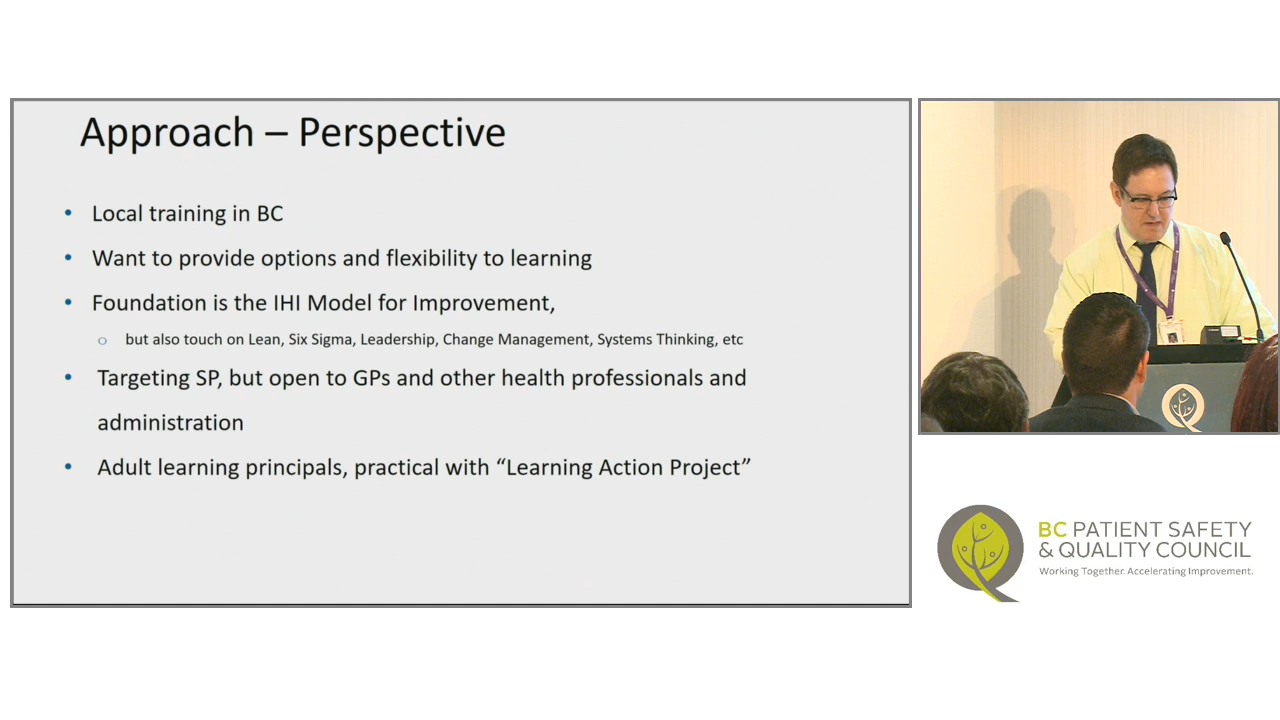 Approach – Perspective
• Local training in BC
• Want to provide options and flexibility to learning
• Foundation is the IHI Model for Improvement,
o but also touch on Lean, Six Sigma, Leadership, Change Management, Systems Thinking, etc
• Targeting SP, but open to GPs and other health professionals and
administration
• Adult learning principals, practical with “Learning Action Project”
BC PATIENT SAFETY
& QUALITY COUNCIL
Working Together. Accelerating Improvement.